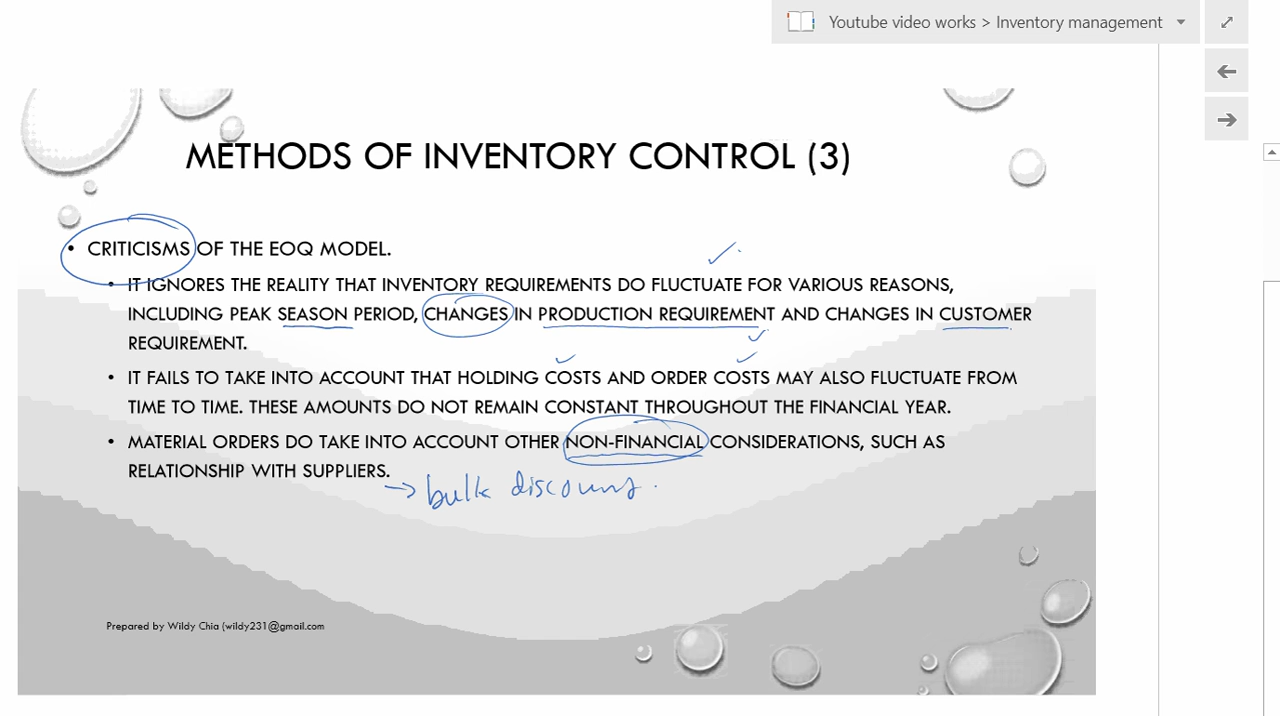 Youtube video works > Inventory management
METHODS OF INVENTORY CONTROL (3)
• CRITICISMS OF THE EOQ MODEL.
• IT IGNORES THE REALITY THAT INVENTORY REQUIREMENTS DO FLUCTUATE FOR VARIOUS REASONS,
INCLUDING PEAK SEASON PERIOD, CHANGES IN PRODUCTION REQUIREMENT AND CHANGES IN CUSTOMER
REQUIREMENT.
• IT FAILS TO TAKE INTO ACCOUNT THAT HOLDING COSTS AND ORDER COSTS MAY ALSO FLUCTUATE FROM
TIME TO TIME. THESE AMOUNTS DO NOT REMAIN CONSTANT THROUGHOUT THE FINANCIAL YEAR.
• MATERIAL ORDERS DO TAKE INTO ACCOUNT OTHER NON-FINANCIAL CONSIDERATIONS, SUCH AS
RELATIONSHIP WITH SUPPLIERS.
→ bulk discount.
Prepared by Wildy Chia (wildy231@gmail.com